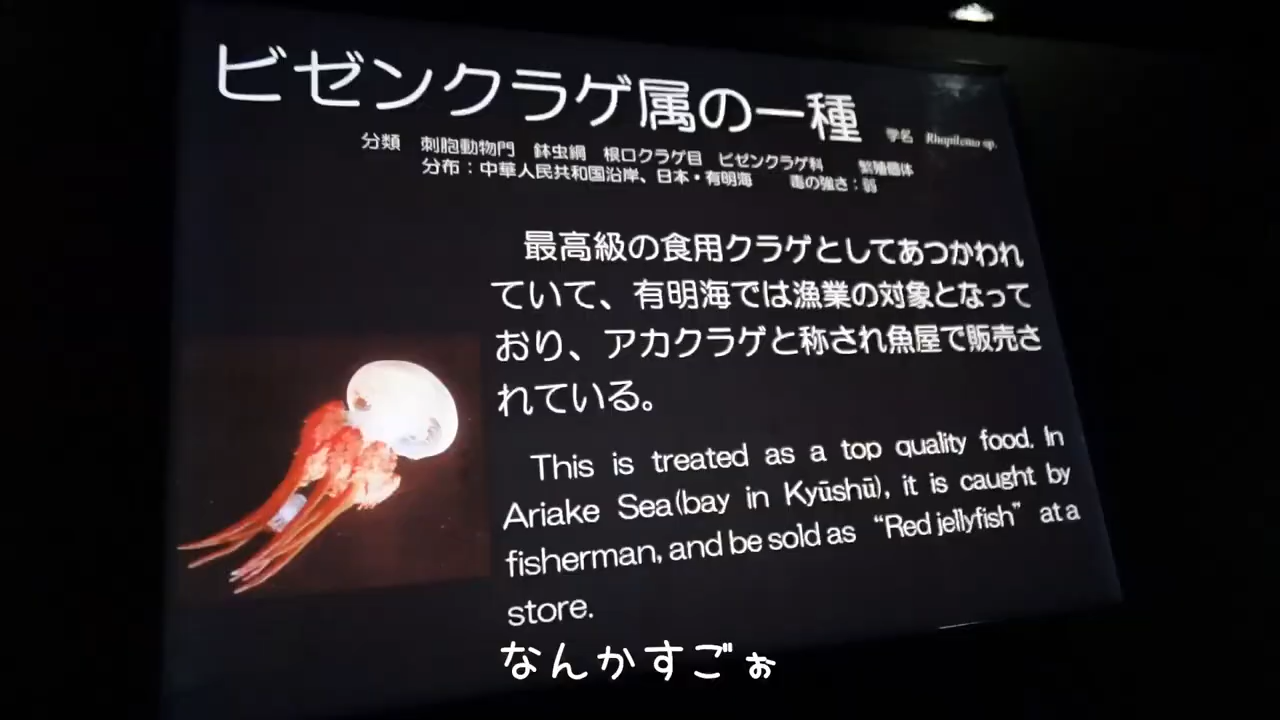 ビゼンクラゲ属の一種 学名 Rhopilema sp.
分類 刺胞動物門 鉢虫綱 根口クラゲ目 ビゼンクラゲ科 繁殖個体
分布：中華人民共和国沿岸、日本・有明海 毒の強さ：弱
最高級の食用クラゲとしてあつかわれ
ていて、有明海では漁業の対象となって
おり、アカクラゲと称され魚屋で販売さ
れている。
This is treated as a top quality food. In
Ariake Sea(bay in Kyūshū), it is caught by
fisherman, and be sold as “Red jellyfish” at a
store.
なんかすごぉ